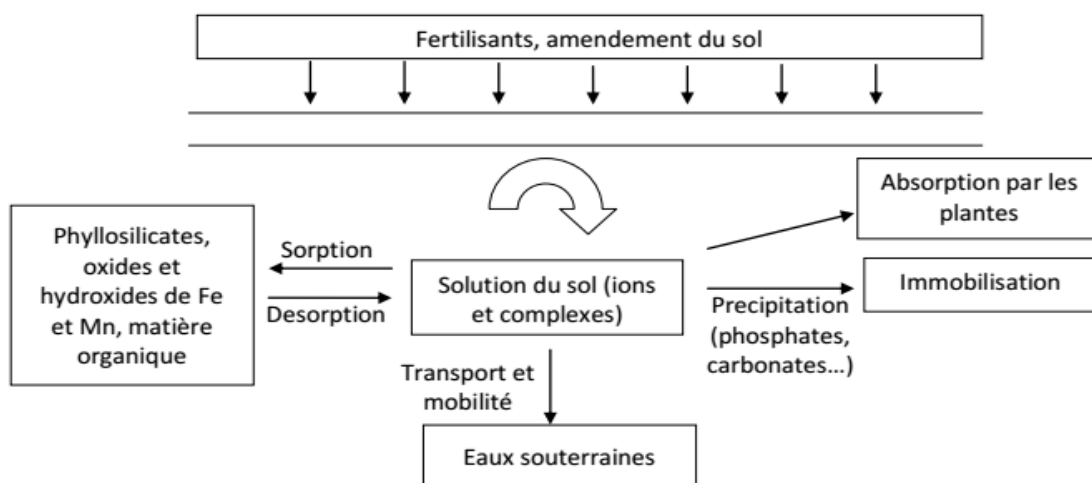 Fertilisants, amendement du sol
Absorption par les
plantes
Phyllosilicates,
oxides et
hydroxides de Fe
et Mn, matière
organique
Sorption
Desorption
Solution du sol (ions
et complexes)
Immobilisation
Precipitation
(phosphates,
carbonates...)
Transport et
mobilité
Eaux souterraines